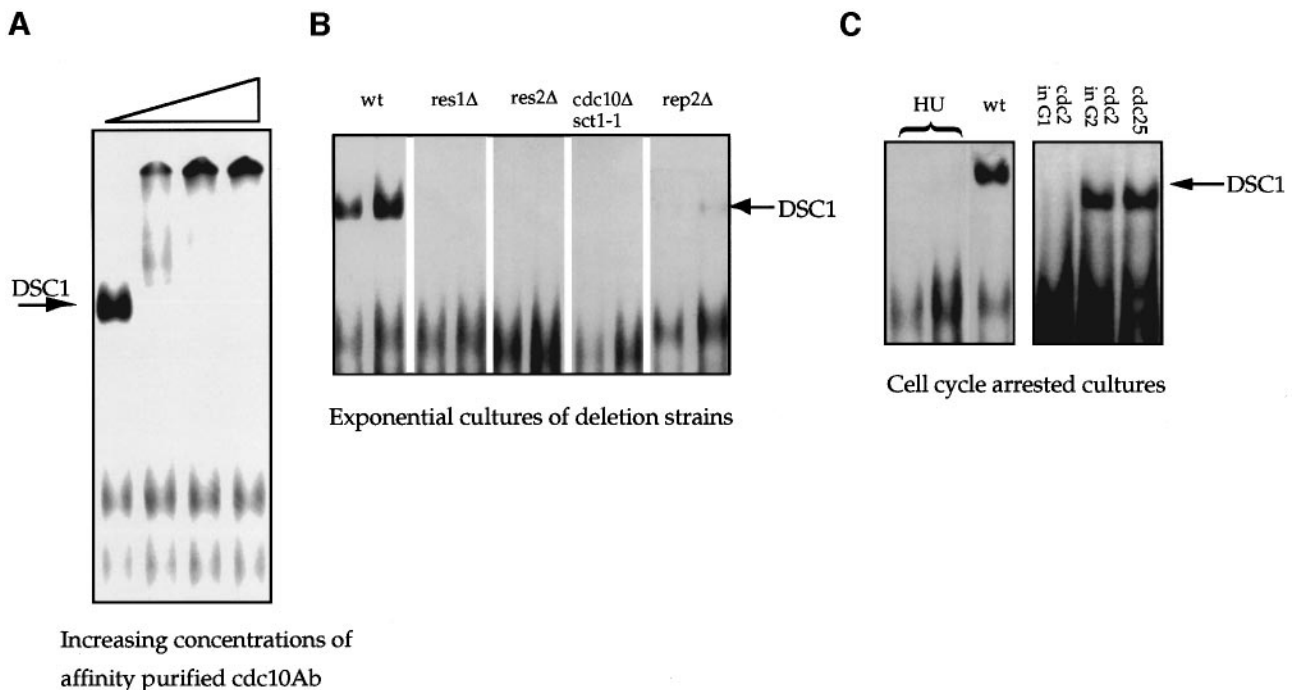 A
DSC1
Increasing concentrations of
affinity purified cdc10Ab
B
wt res1Δ res2Δ cdc10Δ rep2Δ
sct1-1
DSC1
Exponential cultures of deletion strains
C
HU wt
cdc2
in G1
cdc2
in G2
cdc25
DSC1
Cell cycle arrested cultures